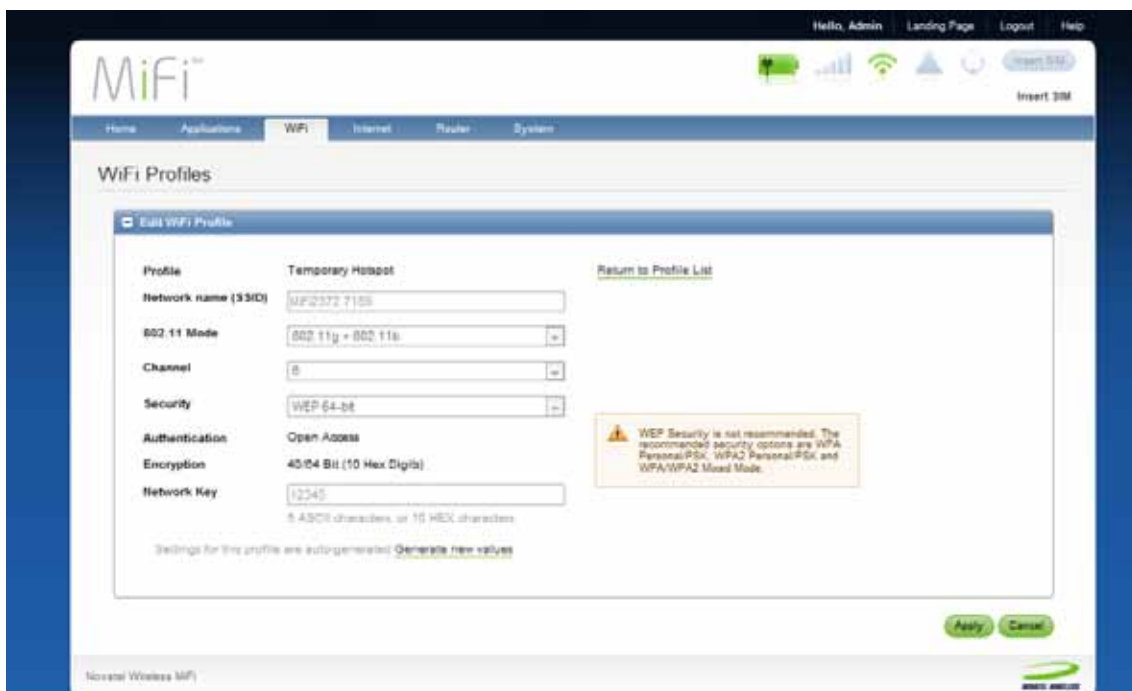 Hello, Admin Landing Page Logout Help
MiFi™
Insert SIM
Insert SIM
Home Applications WiFi Internet Router System
WiFi Profiles
Edit WiFi Profile
Profile Temporary Hotspot Return to Profile List
Network name (SSID) MiFi2372 7155
802.11 Mode 802.11g + 802.11b
Channel 6
Security WEP 64-bit
WEP Security is not recommended. The
recommended security options are WPA
Personal/PSK, WPA2 Personal/PSK and
WPA/WPA2 Mixed Mode.
Authentication Open Access
Encryption 40/64 Bit (10 Hex Digits)
Network Key 12345
5 ASCII characters, or 10 HEX characters
Settings for this profile are auto-generated Generate new values
Apply Cancel
Novatel Wireless MiFi
NOVATEL WIRELESS